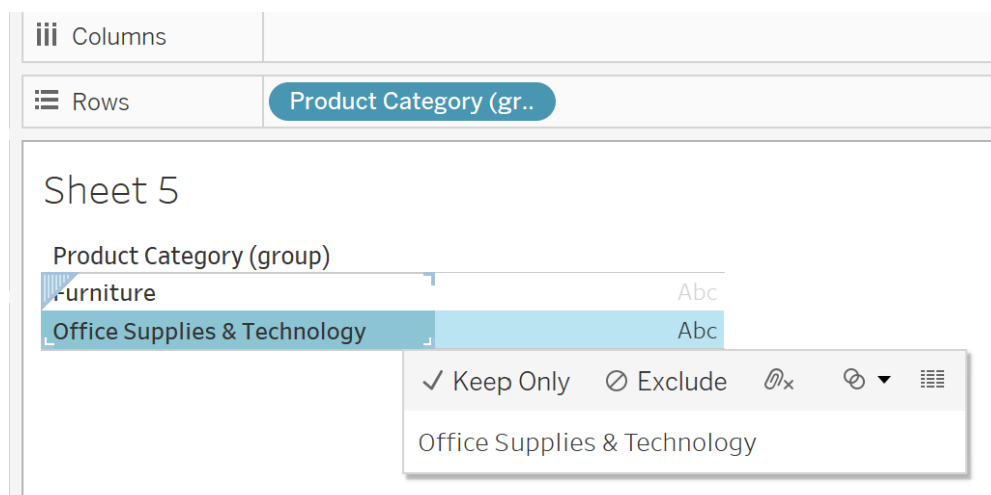 Columns
Rows
Product Category (gr..
Sheet 5
Product Category (group)
Furniture
Abc
Office Supplies & Technology
Abc
Keep Only
Exclude
Office Supplies & Technology